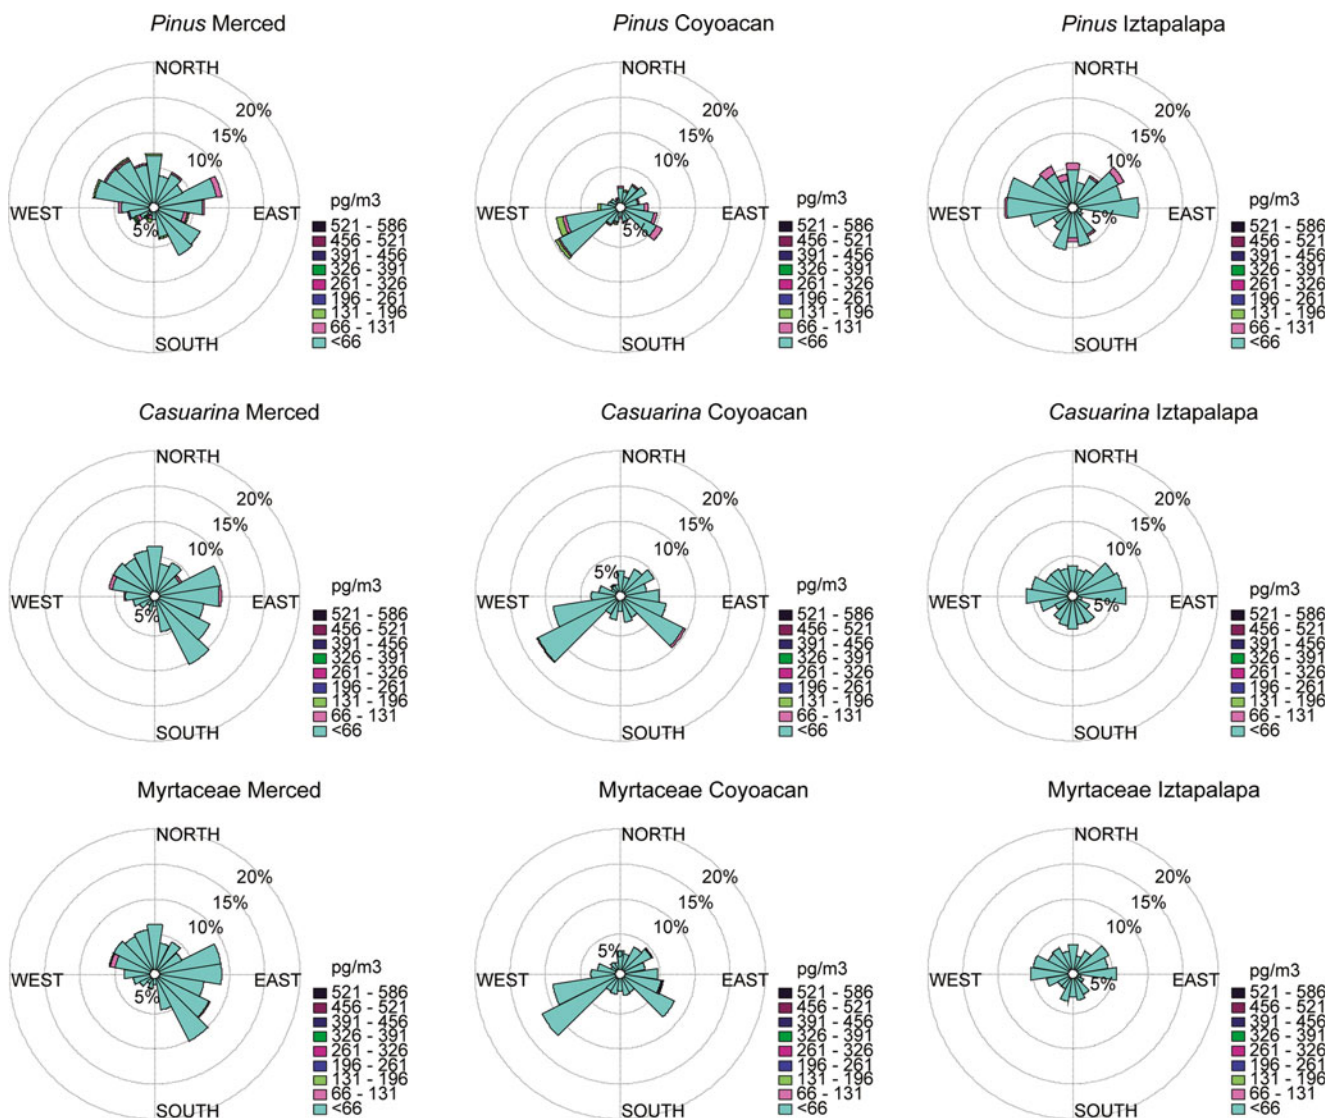 Pinus Merced
NORTH
20%
15%
10%
WEST
EAST
5%
SOUTH
pg/m3
521 - 586
456 - 521
391 - 456
326 - 391
261 - 326
196 - 261
131 - 196
66 - 131
<66
Pinus Coyoacan
NORTH
20%
15%
10%
WEST
EAST
5%
SOUTH
pg/m3
521 - 586
456 - 521
391 - 456
326 - 391
261 - 326
196 - 261
131 - 196
66 - 131
<66
Pinus Iztapalapa
NORTH
20%
15%
10%
WEST
EAST
5%
SOUTH
pg/m3
521 - 586
456 - 521
391 - 456
326 - 391
261 - 326
196 - 261
131 - 196
66 - 131
<66
Casuarina Merced
NORTH
20%
15%
10%
WEST
EAST
5%
SOUTH
pg/m3
521 - 586
456 - 521
391 - 456
326 - 391
261 - 326
196 - 261
131 - 196
66 - 131
<66
Casuarina Coyoacan
NORTH
20%
15%
10%
5%
WEST
EAST
SOUTH
pg/m3
521 - 586
456 - 521
391 - 456
326 - 391
261 - 326
196 - 261
131 - 196
66 - 131
<66
Casuarina Iztapalapa
NORTH
20%
15%
10%
WEST
EAST
5%
SOUTH
pg/m3
521 - 586
456 - 521
391 - 456
326 - 391
261 - 326
196 - 261
131 - 196
66 - 131
<66
Myrtaceae Merced
NORTH
20%
15%
10%
WEST
EAST
5%
SOUTH
pg/m3
521 - 586
456 - 521
391 - 456
326 - 391
261 - 326
196 - 261
131 - 196
66 - 131
<66
Myrtaceae Coyoacan
NORTH
20%
15%
10%
5%
WEST
EAST
SOUTH
pg/m3
521 - 586
456 - 521
391 - 456
326 - 391
261 - 326
196 - 261
131 - 196
66 - 131
<66
Myrtaceae Iztapalapa
NORTH
20%
15%
10%
WEST
EAST
5%
SOUTH
pg/m3
521 - 586
456 - 521
391 - 456
326 - 391
261 - 326
196 - 261
131 - 196
66 - 131
<66